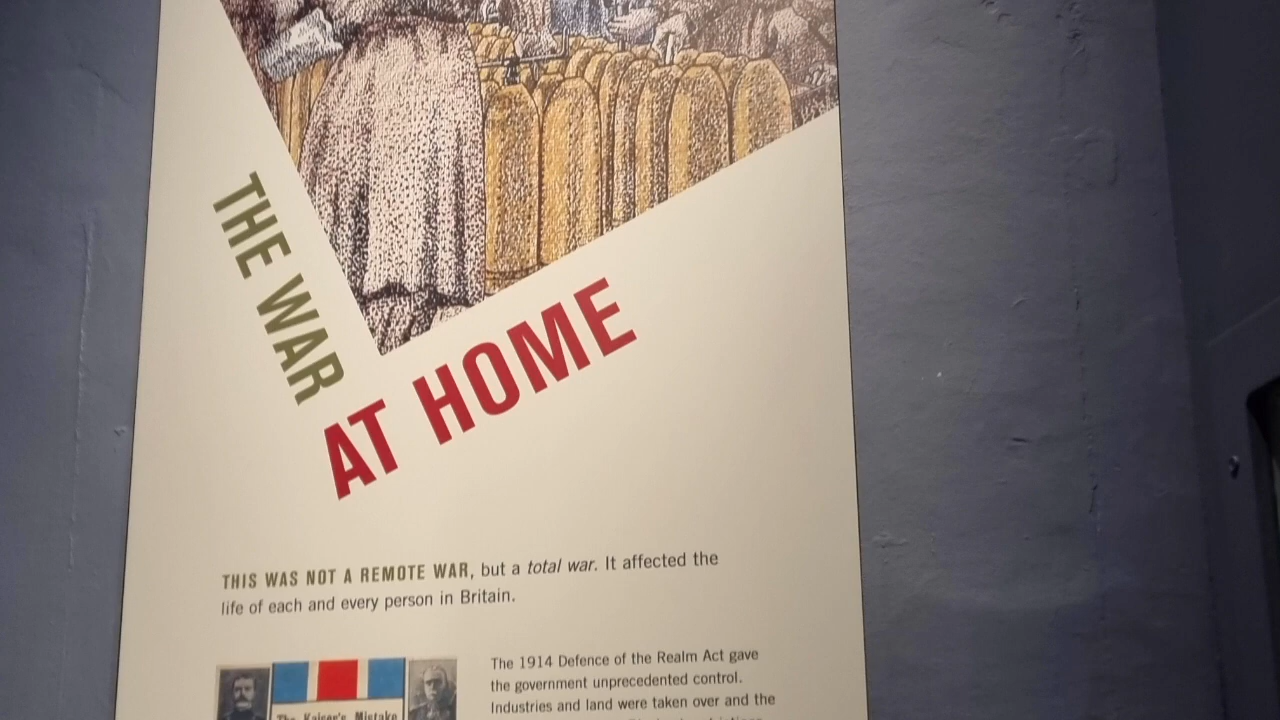 THE WAR
AT HOME
THIS WAS NOT A REMOTE WAR, but a total war. It affected the
life of each and every person in Britain.
The Kaiser's Mistake
The 1914 Defence of the Realm Act gave
the government unprecedented control.
Industries and land were taken over and the